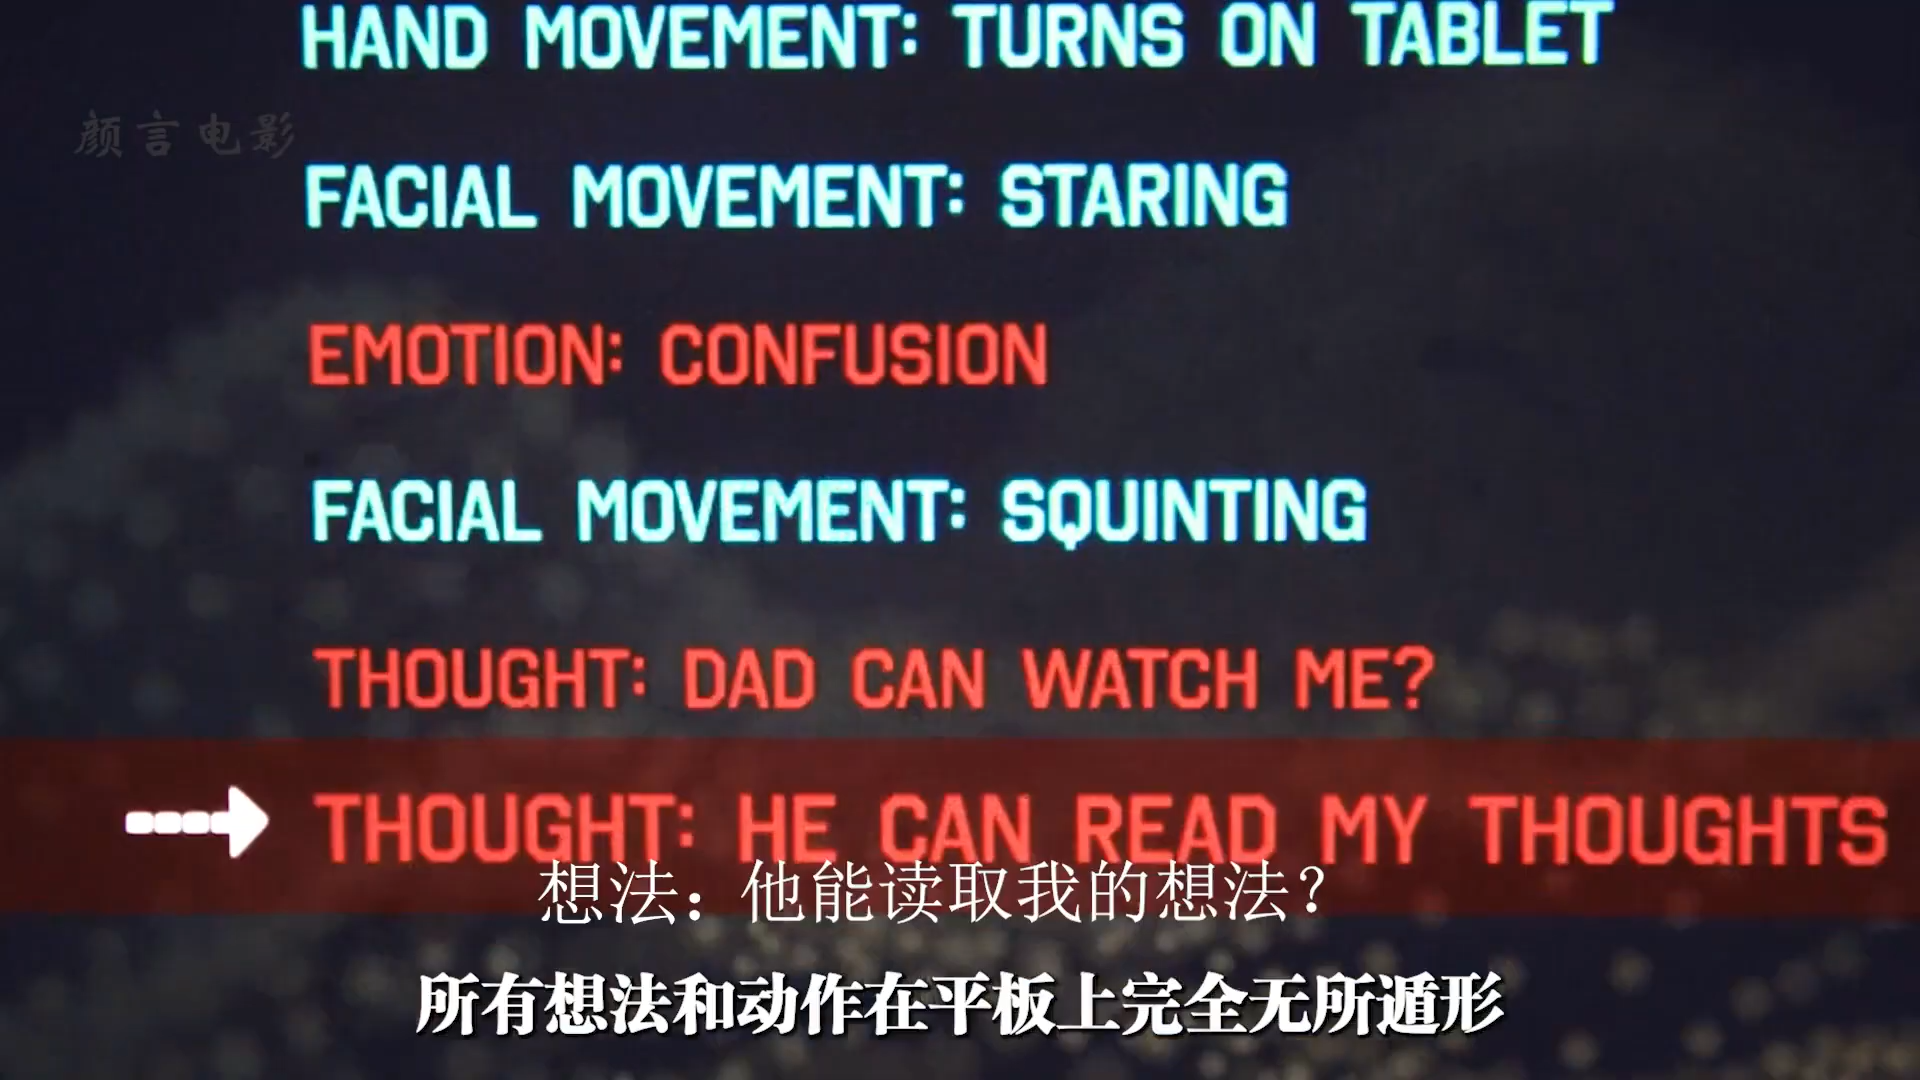 HAND MOVEMENT: TURNS ON TABLET
颜言电影
FACIAL MOVEMENT: STARING
EMOTION: CONFUSION
FACIAL MOVEMENT: SQUINTING
THOUGHT: DAD CAN WATCH ME?
THOUGHT: HE CAN READ MY THOUGHTS
想法：他能读取我的想法？
所有想法和动作在平板上完全无所遁形